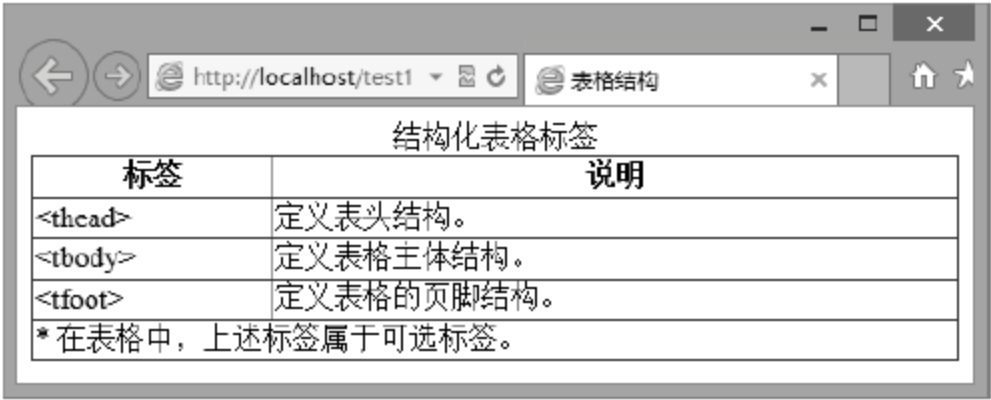 http://localhost/test1
表格结构
结构化表格标签
标签 说明
<thead> 定义表头结构。
<tbody> 定义表格主体结构。
<tfoot> 定义表格的页脚结构。
* 在表格中，上述标签属于可选标签。